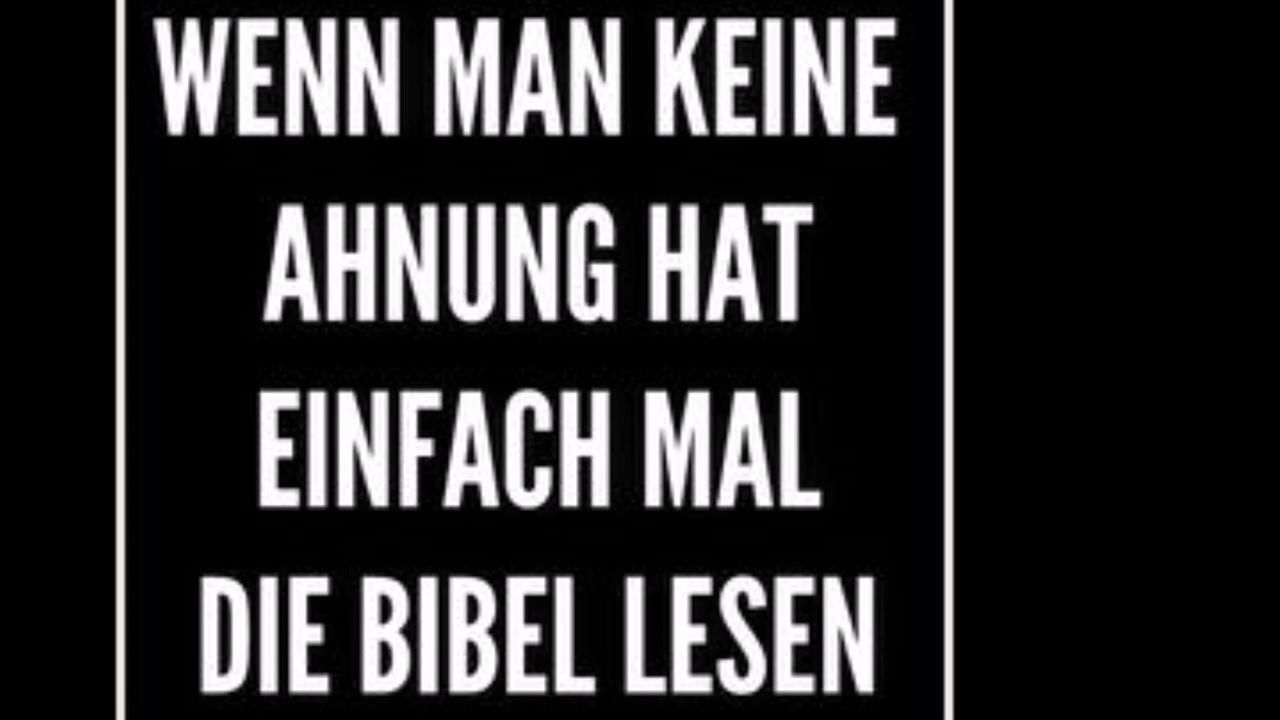 WENN MAN KEINE
AHNUNG HAT
EINFACH MAL
DIE BIBEL LESEN